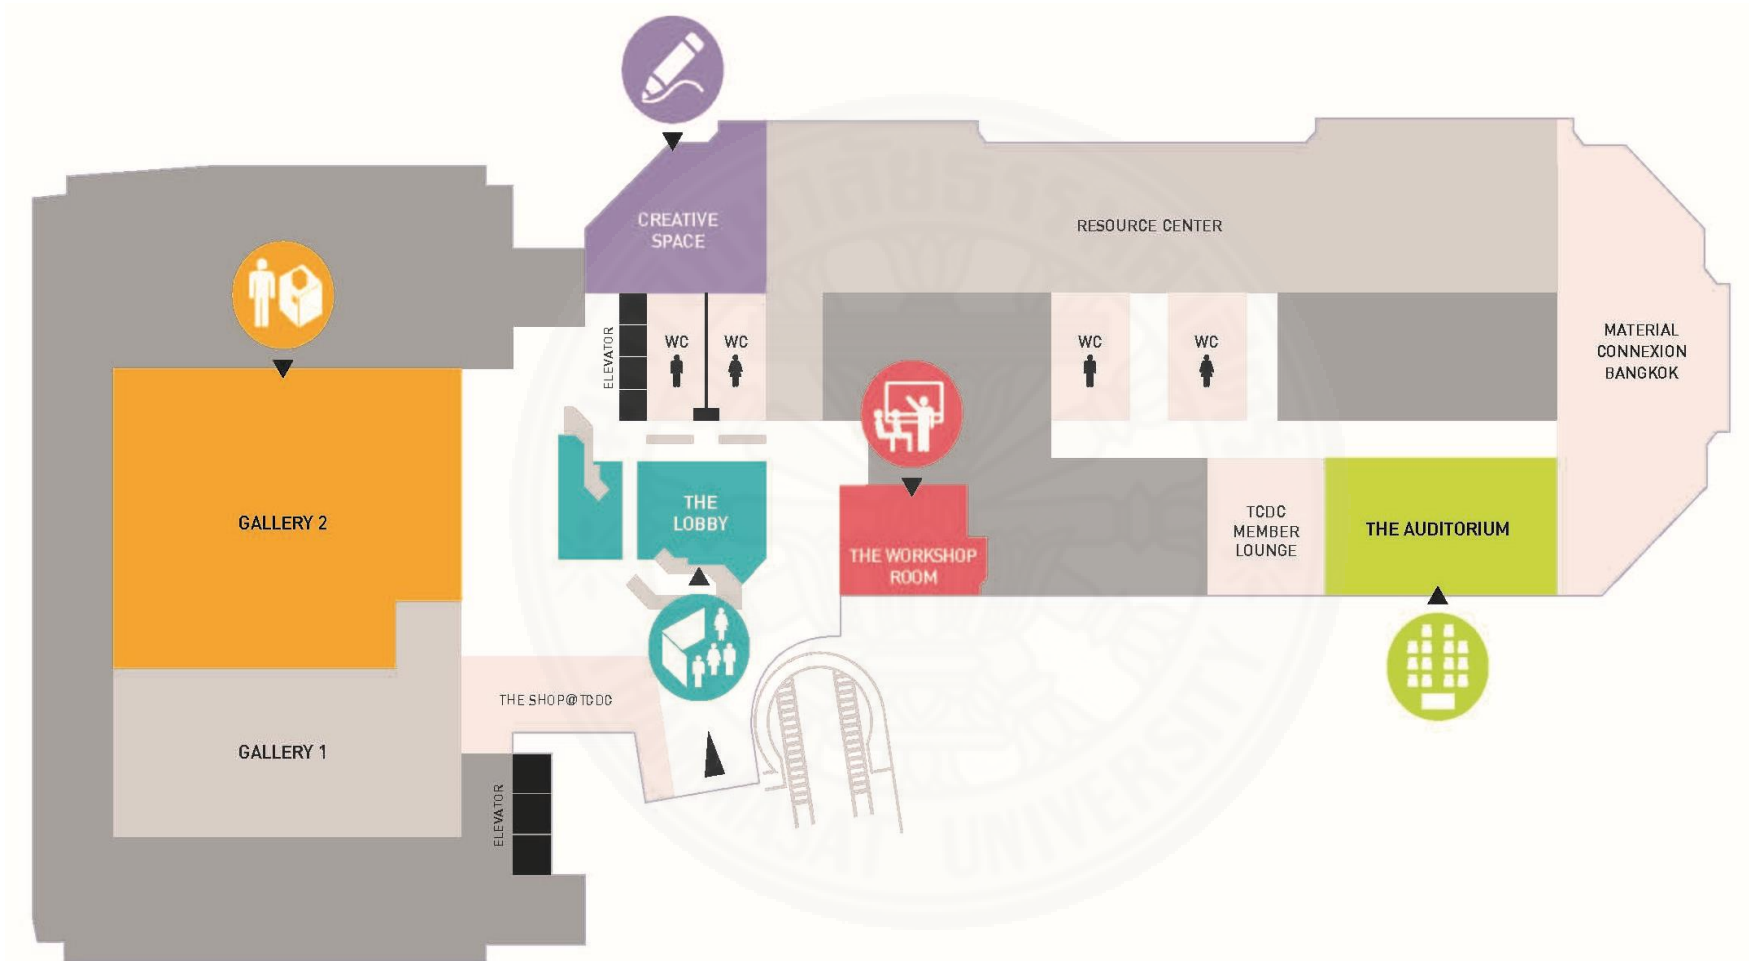 CREATIVE
SPACE
RESOURCE CENTER
ELEVATOR
WC
WC
WC
WC
MATERIAL
CONNEXION
BANGKOK
GALLERY 2
THE
LOBBY
THE WORKSHOP
ROOM
TCDC
MEMBER
LOUNGE
THE AUDITORIUM
THE SHOP@TCDC
GALLERY 1
ELEVATOR
UNIVERSITY